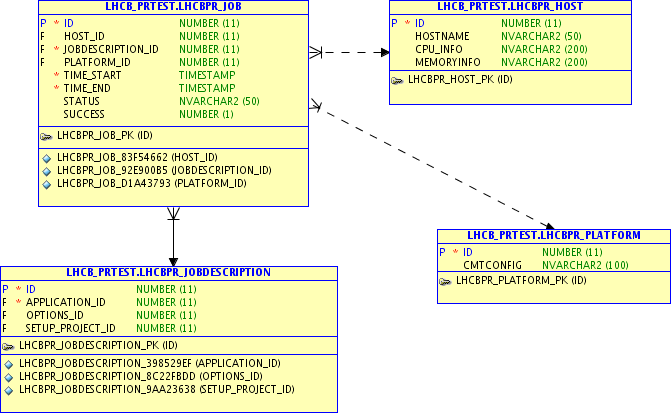 LHCB_PRTEST.LHCBPR_JOB
P * ID NUMBER (11)
F HOST_ID NUMBER (11)
F * JOBDESCRIPTION_ID NUMBER (11)
F PLATFORM_ID NUMBER (11)
* TIME_START TIMESTAMP
* TIME_END TIMESTAMP
STATUS NVARCHAR2 (50)
SUCCESS NUMBER (1)
LHCBPR_JOB_PK (ID)
LHCBPR_JOB_83F54662 (HOST_ID)
LHCBPR_JOB_92E900B5 (JOBDESCRIPTION_ID)
LHCBPR_JOB_D1A43793 (PLATFORM_ID)
LHCB_PRTEST.LHCBPR_HOST
P * ID NUMBER (11)
HOSTNAME NVARCHAR2 (50)
CPU_INFO NVARCHAR2 (200)
MEMORYINFO NVARCHAR2 (200)
LHCBPR_HOST_PK (ID)
LHCB_PRTEST.LHCBPR_PLATFORM
P * ID NUMBER (11)
CMTCONFIG NVARCHAR2 (100)
LHCBPR_PLATFORM_PK (ID)
LHCB_PRTEST.LHCBPR_JOBDESCRIPTION
P * ID NUMBER (11)
F * APPLICATION_ID NUMBER (11)
F OPTIONS_ID NUMBER (11)
F SETUP_PROJECT_ID NUMBER (11)
LHCBPR_JOBDESCRIPTION_PK (ID)
LHCBPR_JOBDESCRIPTION_398529EF (APPLICATION_ID)
LHCBPR_JOBDESCRIPTION_8C22FBDD (OPTIONS_ID)
LHCBPR_JOBDESCRIPTION_9AA23638 (SETUP_PROJECT_ID)